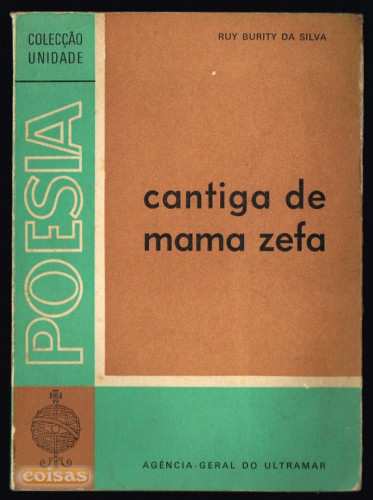 COLECÇÃO
UNIDADE
RUY BURITY DA SILVA
POESIA
cantiga de
mama zefa
AGÊNCIA-GERAL DO ULTRAMAR
coisas